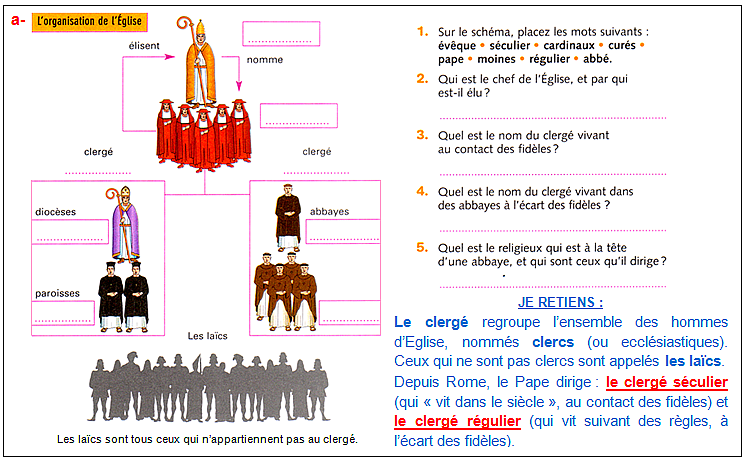 a- L'organisation de l'Église
élisent
nomme
clergé
clergé
diocèses
abbayes
paroisses
Les laïcs
Les laïcs sont tous ceux qui n'appartiennent pas au clergé.
1. Sur le schéma, placez les mots suivants :
évêque • séculier • cardinaux • curés •
pape • moines • régulier • abbé.
2. Qui est le chef de l'Église, et par qui
est-il élu ?
3. Quel est le nom du clergé vivant
au contact des fidèles ?
4. Quel est le nom du clergé vivant dans
des abbayes à l'écart des fidèles ?
5. Quel est le religieux qui est à la tête
d'une abbaye, et qui sont ceux qu'il dirige ?
JE RETIENS :
Le clergé regroupe l'ensemble des hommes
d'Eglise, nommés clercs (ou ecclésiastiques).
Ceux qui ne sont pas clercs sont appelés les laïcs.
Depuis Rome, le Pape dirige : le clergé séculier
(qui « vit dans le siècle », au contact des fidèles) et
le clergé régulier (qui vit suivant des règles, à
l'écart des fidèles).